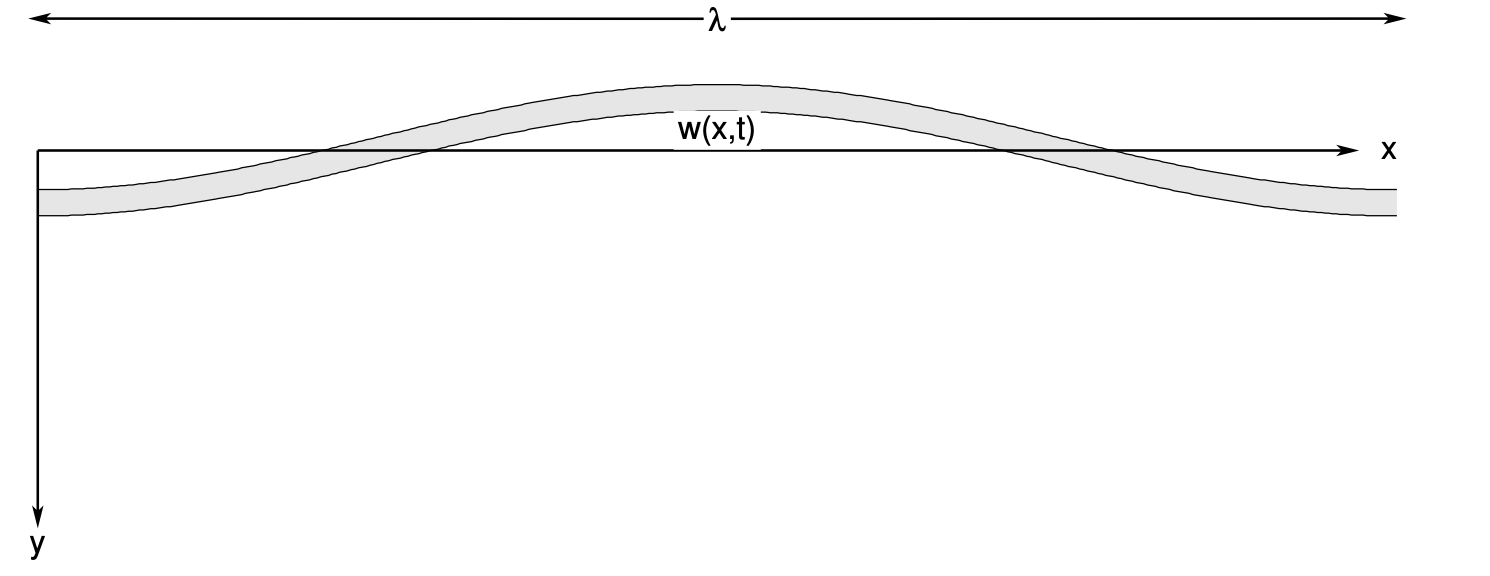 λ
w(x,t)
x
y